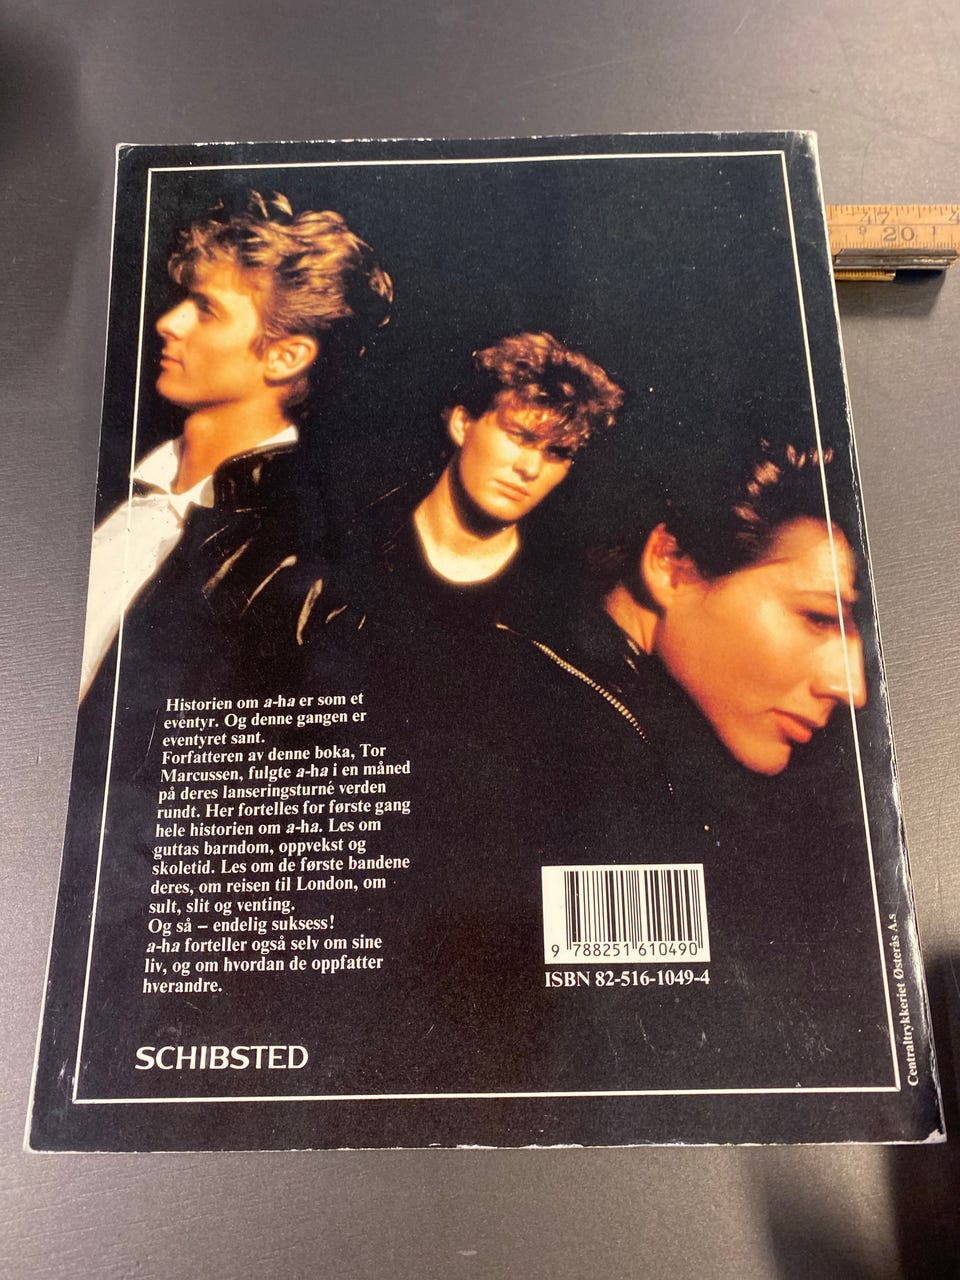 Historien om a-ha er som et
eventyr. Og denne gangen er
eventyret sant.
Forfatteren av denne boka, Tor
Marcussen, fulgte a-ha i en måned
på deres lanseringsturné verden
rundt. Her fortelles for første gang
hele historien om a-ha. Les om
guttas barndom, oppvekst og
skoletid. Les om de første bandene
deres, om reisen til London, om
sult, slit og venting.
Og så – endelig suksess!
a-ha forteller også selv om sine
liv, og om hvordan de oppfatter
hverandre.
SCHIBSTED
9 788251 610490
ISBN 82-516-1049-4
Centraltrykkeriet Østerås A.s
47
9 20 1